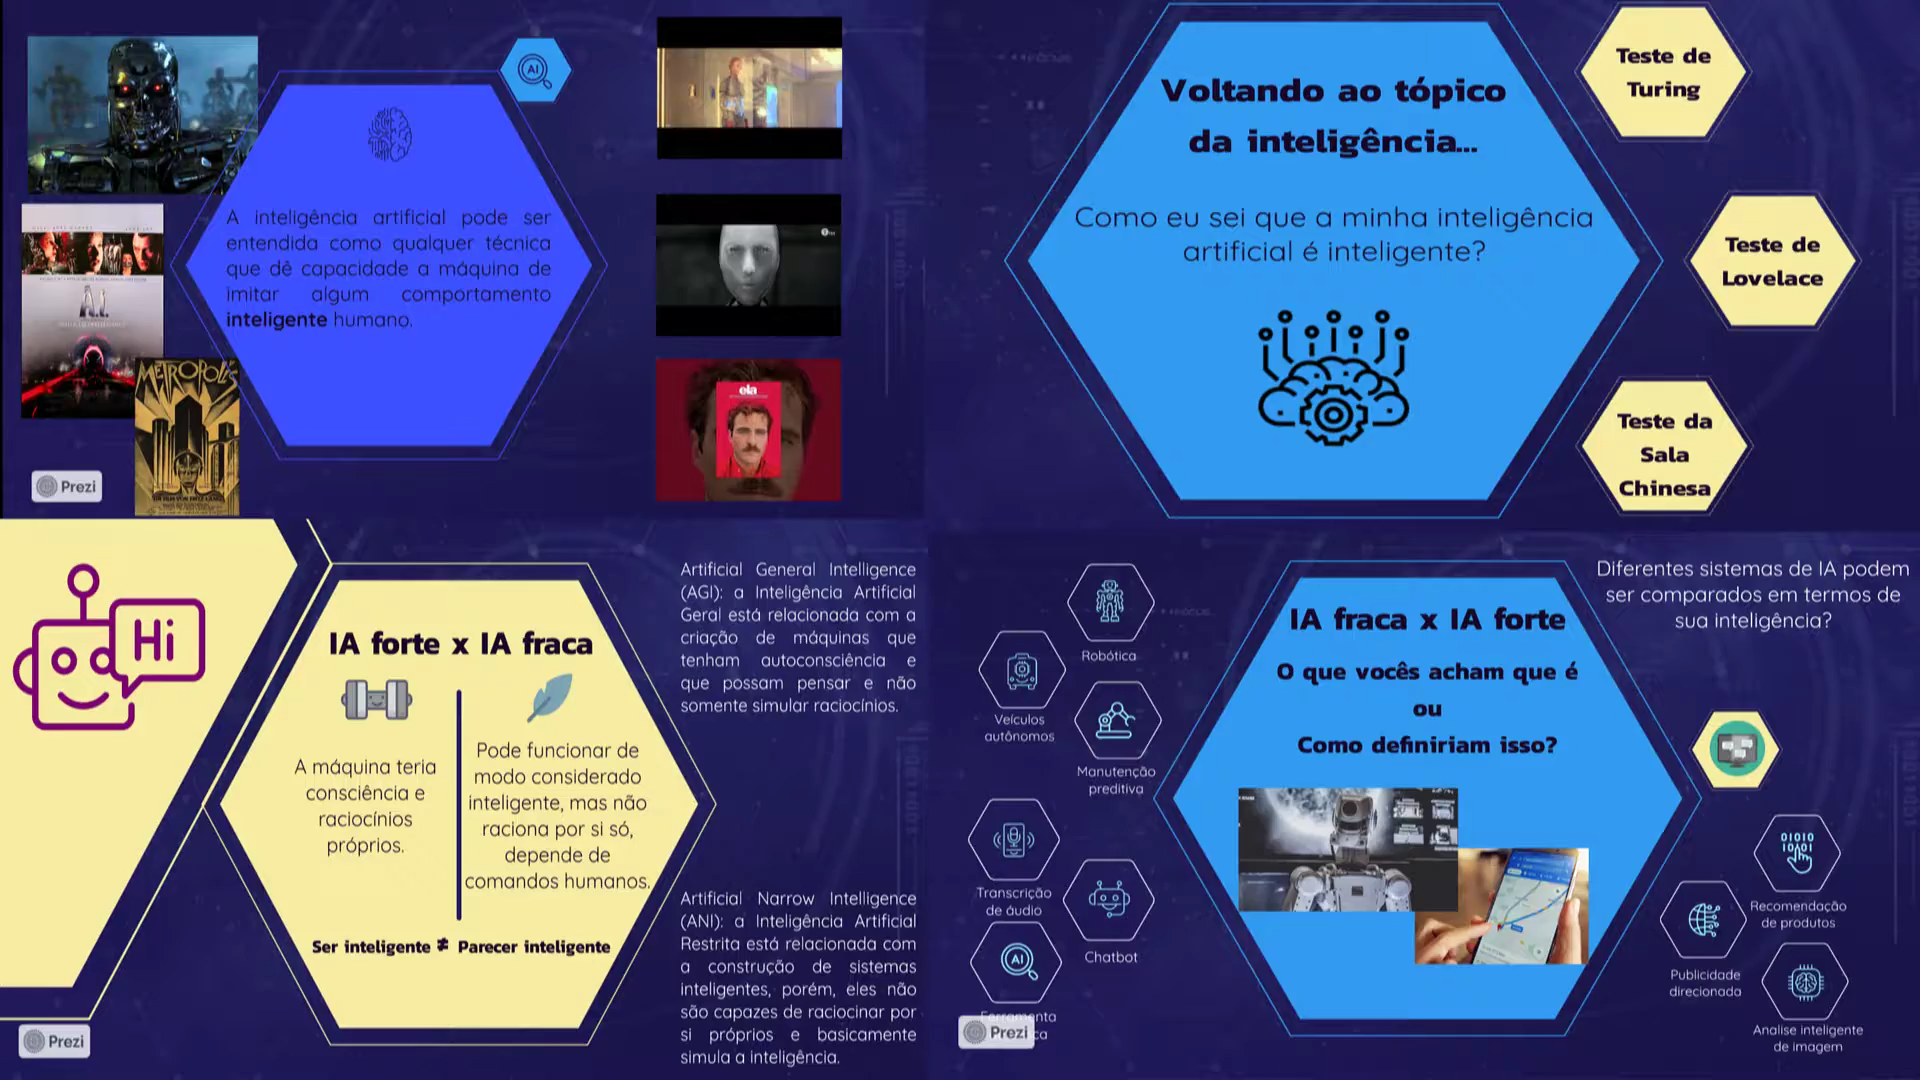 A inteligência artificial pode ser
entendida como qualquer técnica
que dê capacidade a máquina de
imitar algum comportamento
inteligente humano.
AI
A.I.
METROPOLIS
ela
Prezi
Voltando ao tópico
da inteligência...
Como eu sei que a minha inteligência
artificial é inteligente?
Teste de
Turing
Teste de
Lovelace
Teste da
Sala
Chinesa
Hi
IA forte x IA fraca
A máquina teria
consciência e
raciocínios
próprios.
Pode funcionar de
modo considerado
inteligente, mas não
raciona por si só,
depende de
comandos humanos.
Ser inteligente ≠ Parecer inteligente
Artificial General Intelligence
(AGI): a Inteligência Artificial
Geral está relacionada com a
criação de máquinas que
tenham autoconsciência e
que possam pensar e não
somente simular raciocínios.
Artificial Narrow Intelligence
(ANI): a Inteligência Artificial
Restrita está relacionada com
a construção de sistemas
inteligentes, porém, eles não
são capazes de raciocinar por
si próprios e basicamente
simula a inteligência.
Prezi
Robótica
Veículos
autônomos
Manutenção
preditiva
Transcrição
de áudio
Chatbot
AI
Ferramenta
Prezi
IA fraca x IA forte
O que vocês acham que é
ou
Como definiriam isso?
Diferentes sistemas de IA podem
ser comparados em termos de
sua inteligência?
01010
10101
Recomendação
de produtos
Publicidade
direcionada
Analise inteligente
de imagem